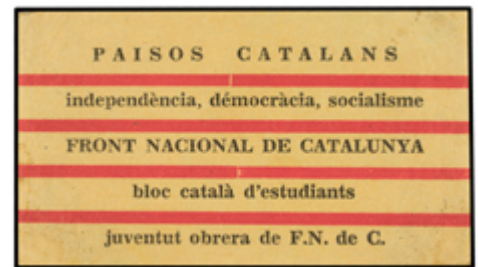 PAISOS CATALANS
independència, démocràcia, socialisme
FRONT NACIONAL DE CATALUNYA
bloc català d'estudiants
juventut obrera de F.N. de C.